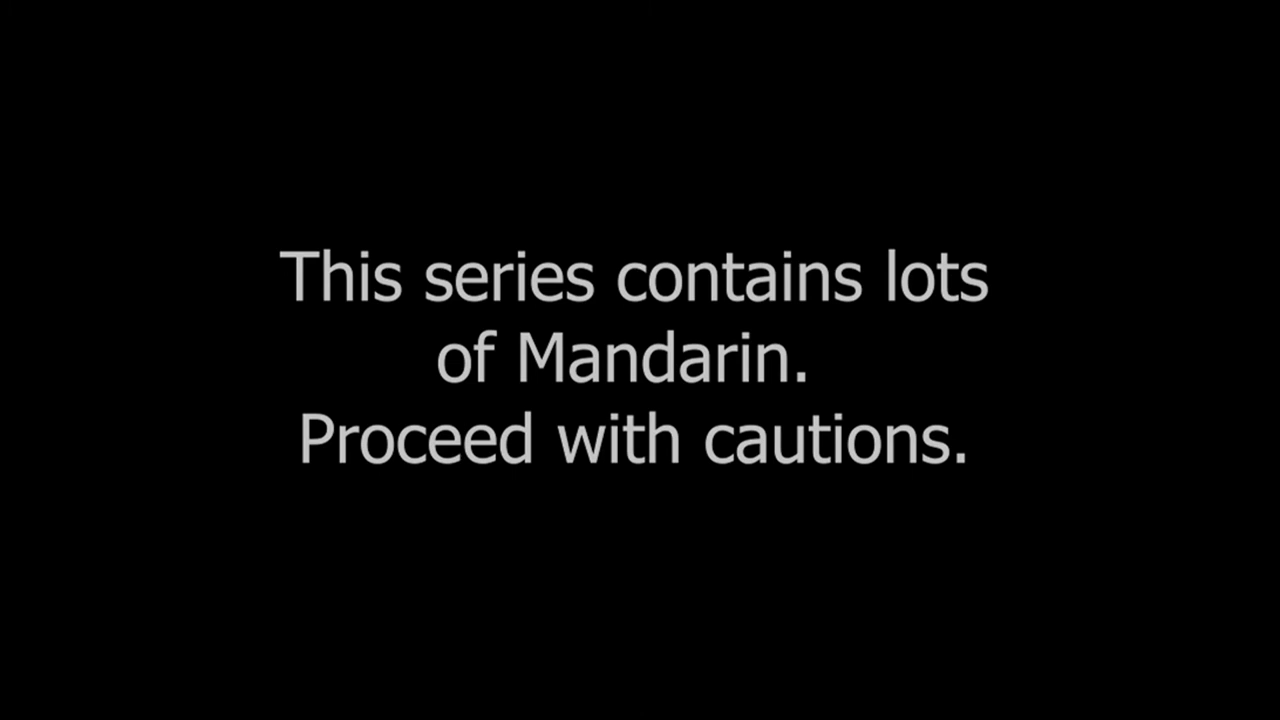 This series contains lots
of Mandarin.
Proceed with cautions.